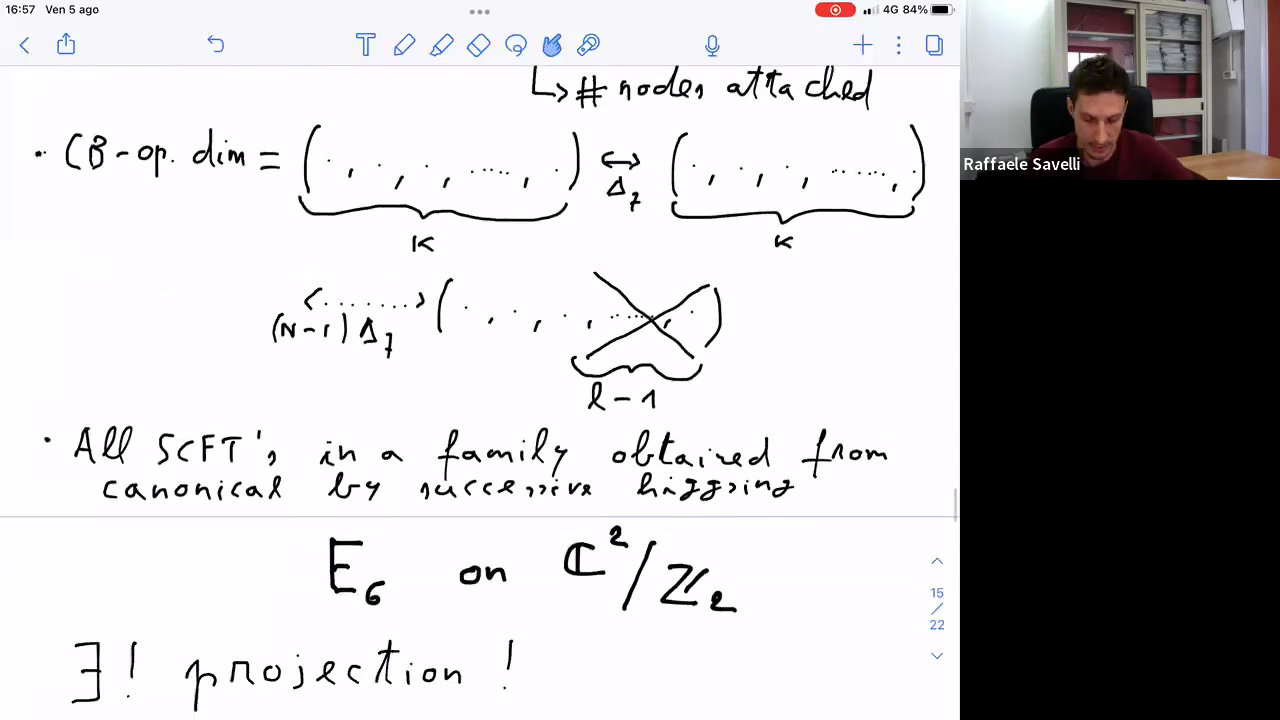 16:57 Ven 5 ago
4G 84%
↳ # nodes attached
· CB-op. dim = ( · , · , · , · , ..... , · ) ↔ ( · , · , · , · , ..... , · )
Δ₇
K K
<.......> ( · , · , · , · , ..... , · )
(N-1) Δ₇
l-1
· All SCFT's in a family obtained from
canonical by successive higgsing
E₆ on ℂ²/ℤ₂
∃! projection !
15
/
22
Raffaele Savelli